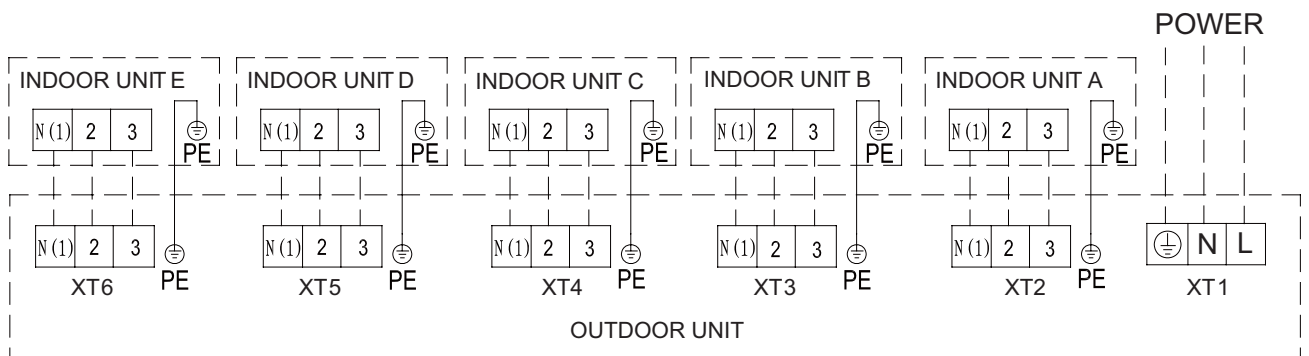 POWER
INDOOR UNIT E INDOOR UNIT D INDOOR UNIT C INDOOR UNIT B INDOOR UNIT A
N(1) 2 3 PE N(1) 2 3 PE N(1) 2 3 PE N(1) 2 3 PE N(1) 2 3 PE
N(1) 2 3 PE N(1) 2 3 PE N(1) 2 3 PE N(1) 2 3 PE N(1) 2 3 PE N L
XT6 XT5 XT4 XT3 XT2 XT1
OUTDOOR UNIT